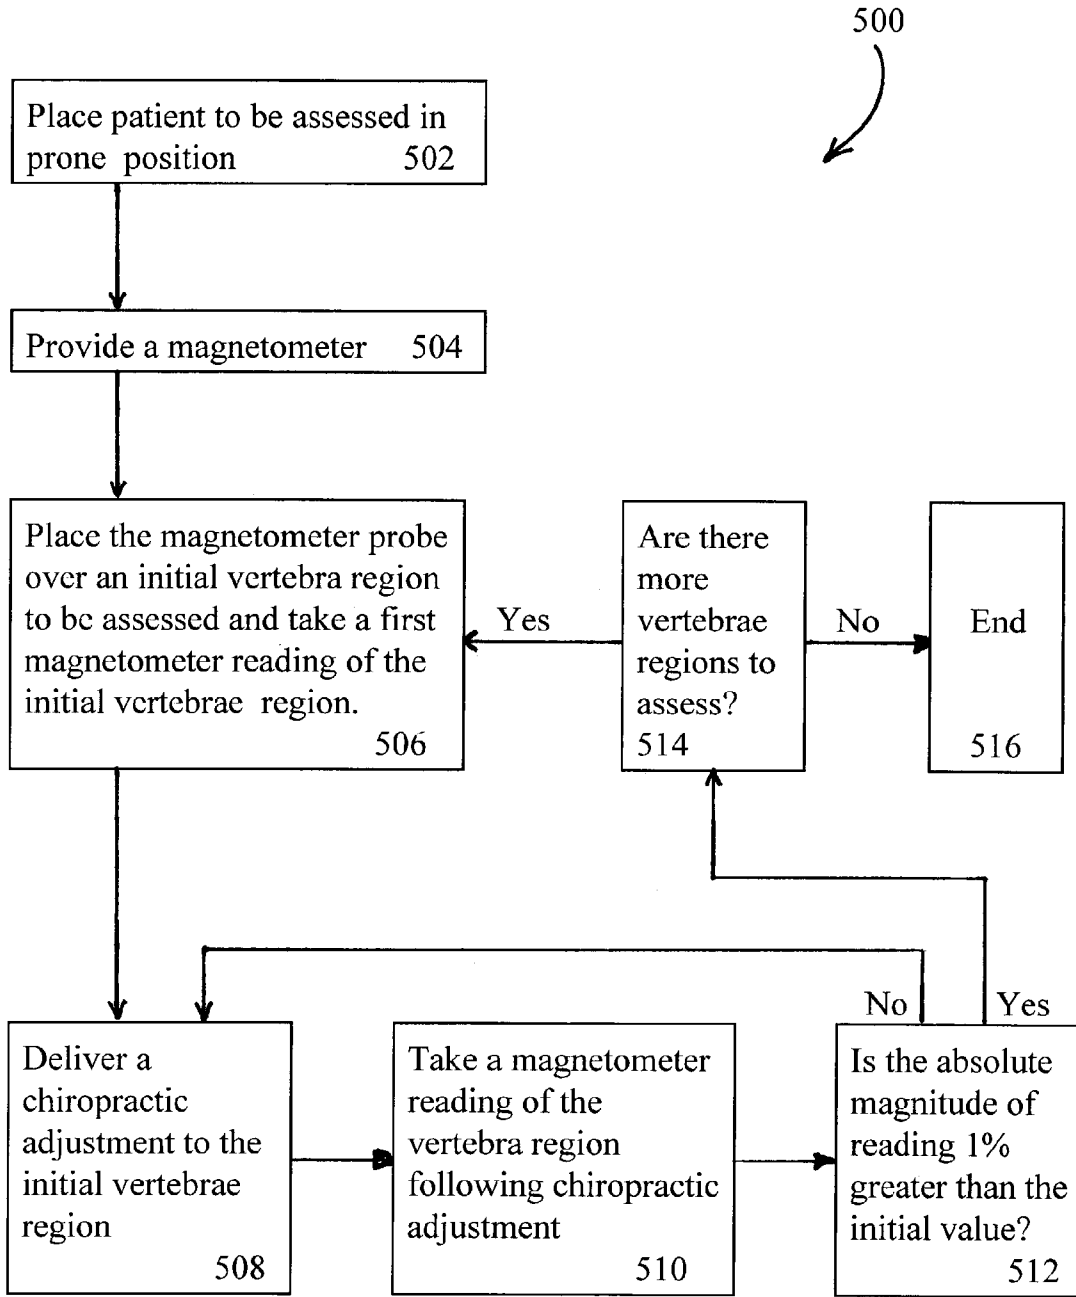 500
Place patient to be assessed in
prone position
502
Provide a magnetometer 504
Place the magnetometer probe
over an initial vertebra region
to be assessed and take a first
magnetometer reading of the
initial vertebrae region.
506
Yes
Are there
more
vertebrae
regions to
assess?
514
No
End
516
Deliver a
chiropractic
adjustment to the
initial vertebrae
region
508
Take a magnetometer
reading of the
vertebra region
following chiropractic
adjustment
510
No
Yes
Is the absolute
magnitude of
reading 1%
greater than the
initial value?
512